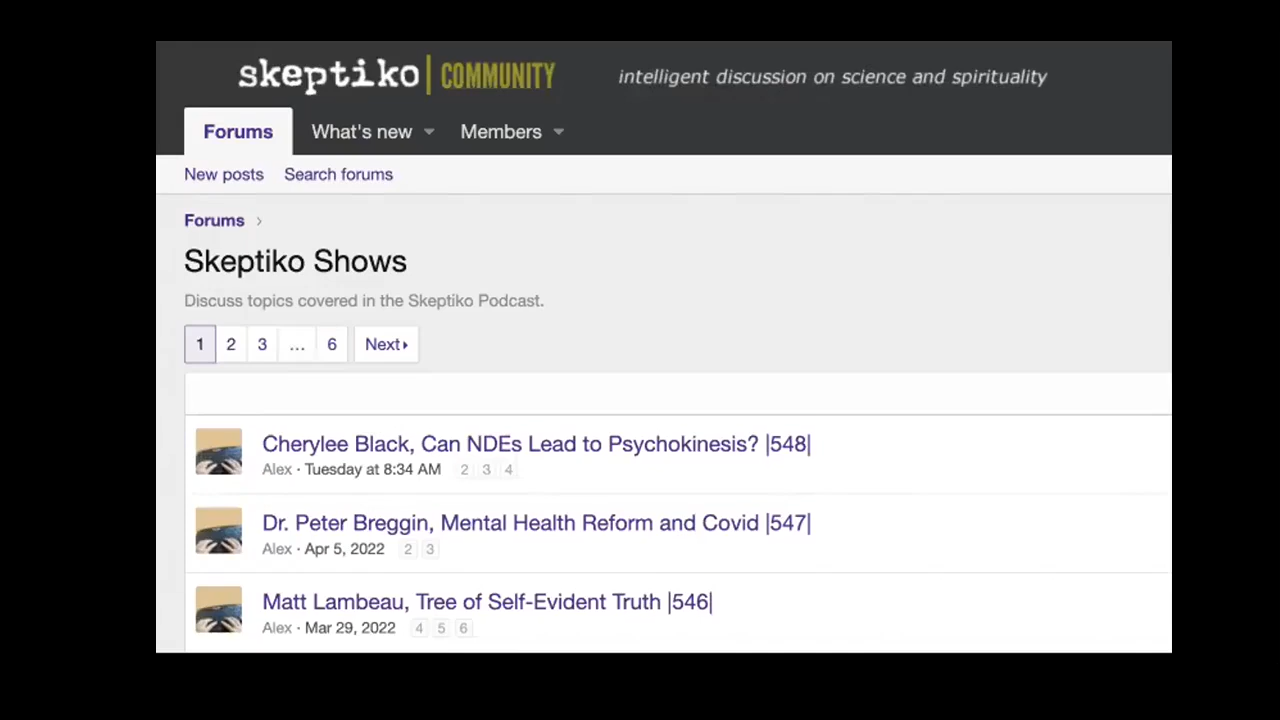 skeptiko | COMMUNITY intelligent discussion on science and spirituality
Forums What's new Members
New posts Search forums
Forums ›
Skeptiko Shows
Discuss topics covered in the Skeptiko Podcast.
1 2 3 ... 6 Next
Cherylee Black, Can NDEs Lead to Psychokinesis? |548|
Alex · Tuesday at 8:34 AM 2 3 4
Dr. Peter Breggin, Mental Health Reform and Covid |547|
Alex · Apr 5, 2022 2 3
Matt Lambeau, Tree of Self-Evident Truth |546|
Alex · Mar 29, 2022 4 5 6